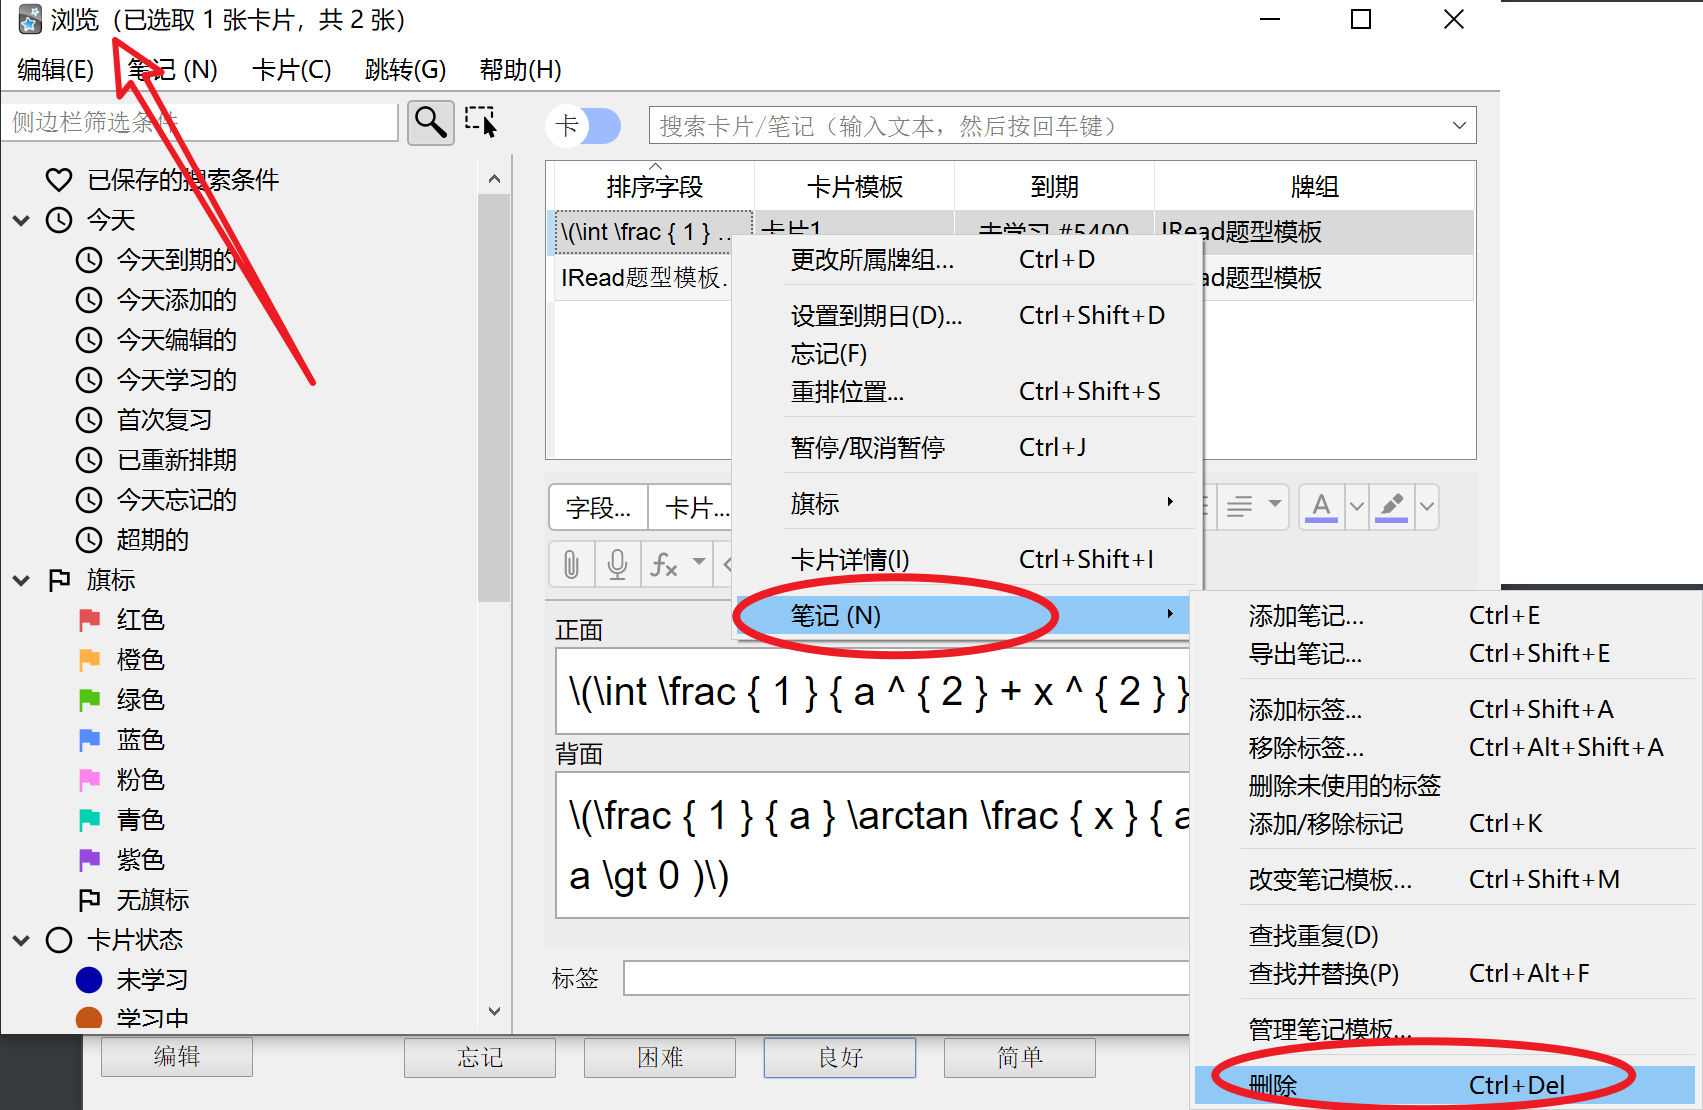 浏览（已选取 1 张卡片，共 2 张）
编辑(E) 笔记 (N) 卡片(C) 跳转(G) 帮助(H)
侧边栏筛选条件
卡 搜索卡片/笔记（输入文本，然后按回车键）
已保存的搜索条件
今天
今天到期的
今天添加的
今天编辑的
今天学习的
首次复习
已重新排期
今天忘记的
超期的
旗标
红色
橙色
绿色
蓝色
粉色
青色
紫色
无旗标
卡片状态
未学习
学习中
排序字段 卡片模板 到期 牌组
\(\int \frac { 1 } ... 卡片1 未学习 #5400 IRead题型模板
IRead题型模板... ad题型模板
更改所属牌组... Ctrl+D
设置到期日(D)... Ctrl+Shift+D
忘记(F)
重排位置... Ctrl+Shift+S
暂停/取消暂停 Ctrl+J
旗标
卡片详情(I) Ctrl+Shift+I
笔记 (N)
字段... 卡片...
A
fx
正面
\(\int \frac { 1 } { a ^ { 2 } + x ^ { 2 } }
背面
\(\frac { 1 } { a } \arctan \frac { x } { a
a \gt 0 )\)
标签
添加笔记... Ctrl+E
导出笔记... Ctrl+Shift+E
添加标签... Ctrl+Shift+A
移除标签... Ctrl+Alt+Shift+A
删除未使用的标签
添加/移除标记 Ctrl+K
改变笔记模板... Ctrl+Shift+M
查找重复(D)
查找并替换(P) Ctrl+Alt+F
管理笔记模板...
删除 Ctrl+Del
编辑 忘记 困难 良好 简单